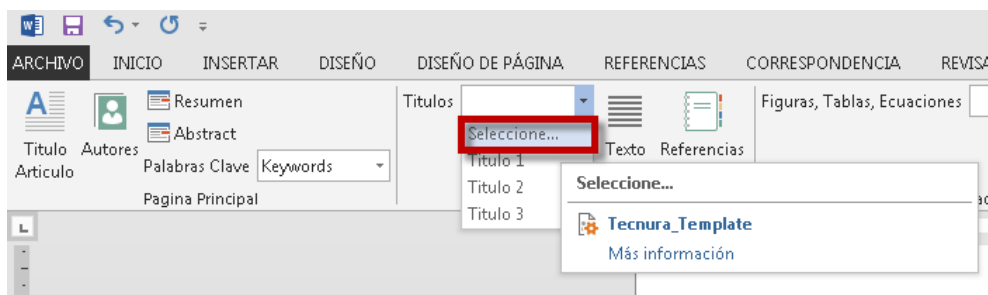 ARCHIVO INICIO INSERTAR DISEÑO DISEÑO DE PÁGINA REFERENCIAS CORRESPONDENCIA REVISA
Titulo Articulo
Autores
Resumen
Abstract
Palabras Clave Keywords
Pagina Principal
Titulos
Seleccione...
Titulo 1
Titulo 2
Titulo 3
Texto
Referencias
Figuras, Tablas, Ecuaciones
Seleccione...
Tecnura_Template
Más información